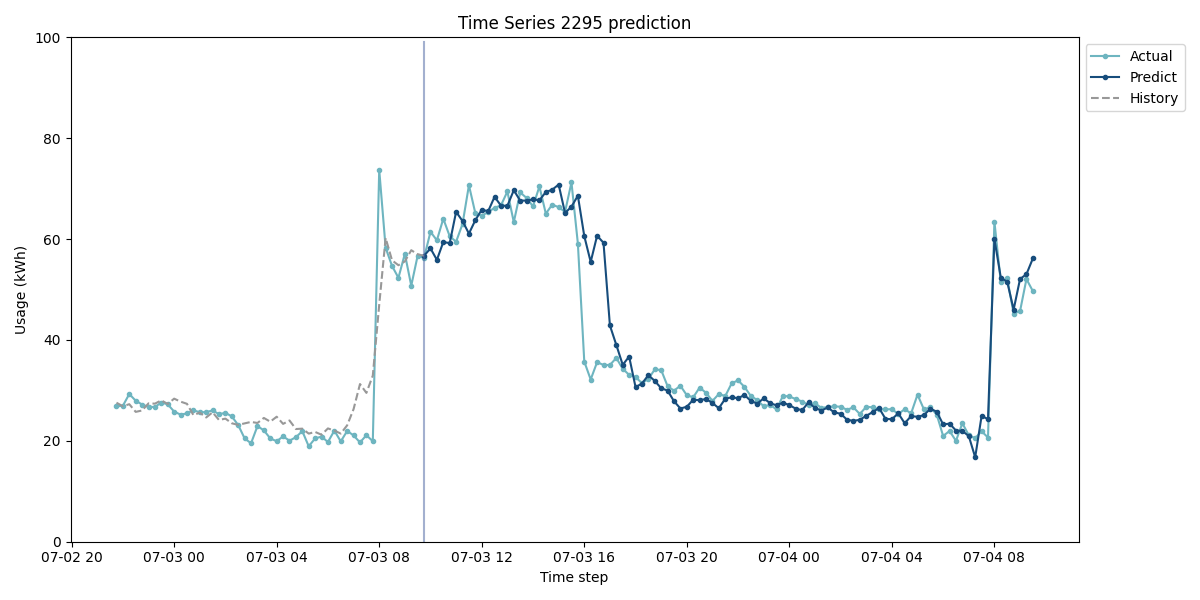 Time Series 2295 prediction
100
80
60
40
20
0
Usage (kWh)
07-02 20
07-03 00
07-03 04
07-03 08
07-03 12
07-03 16
07-03 20
07-04 00
07-04 04
07-04 08
Time step
Actual
Predict
History